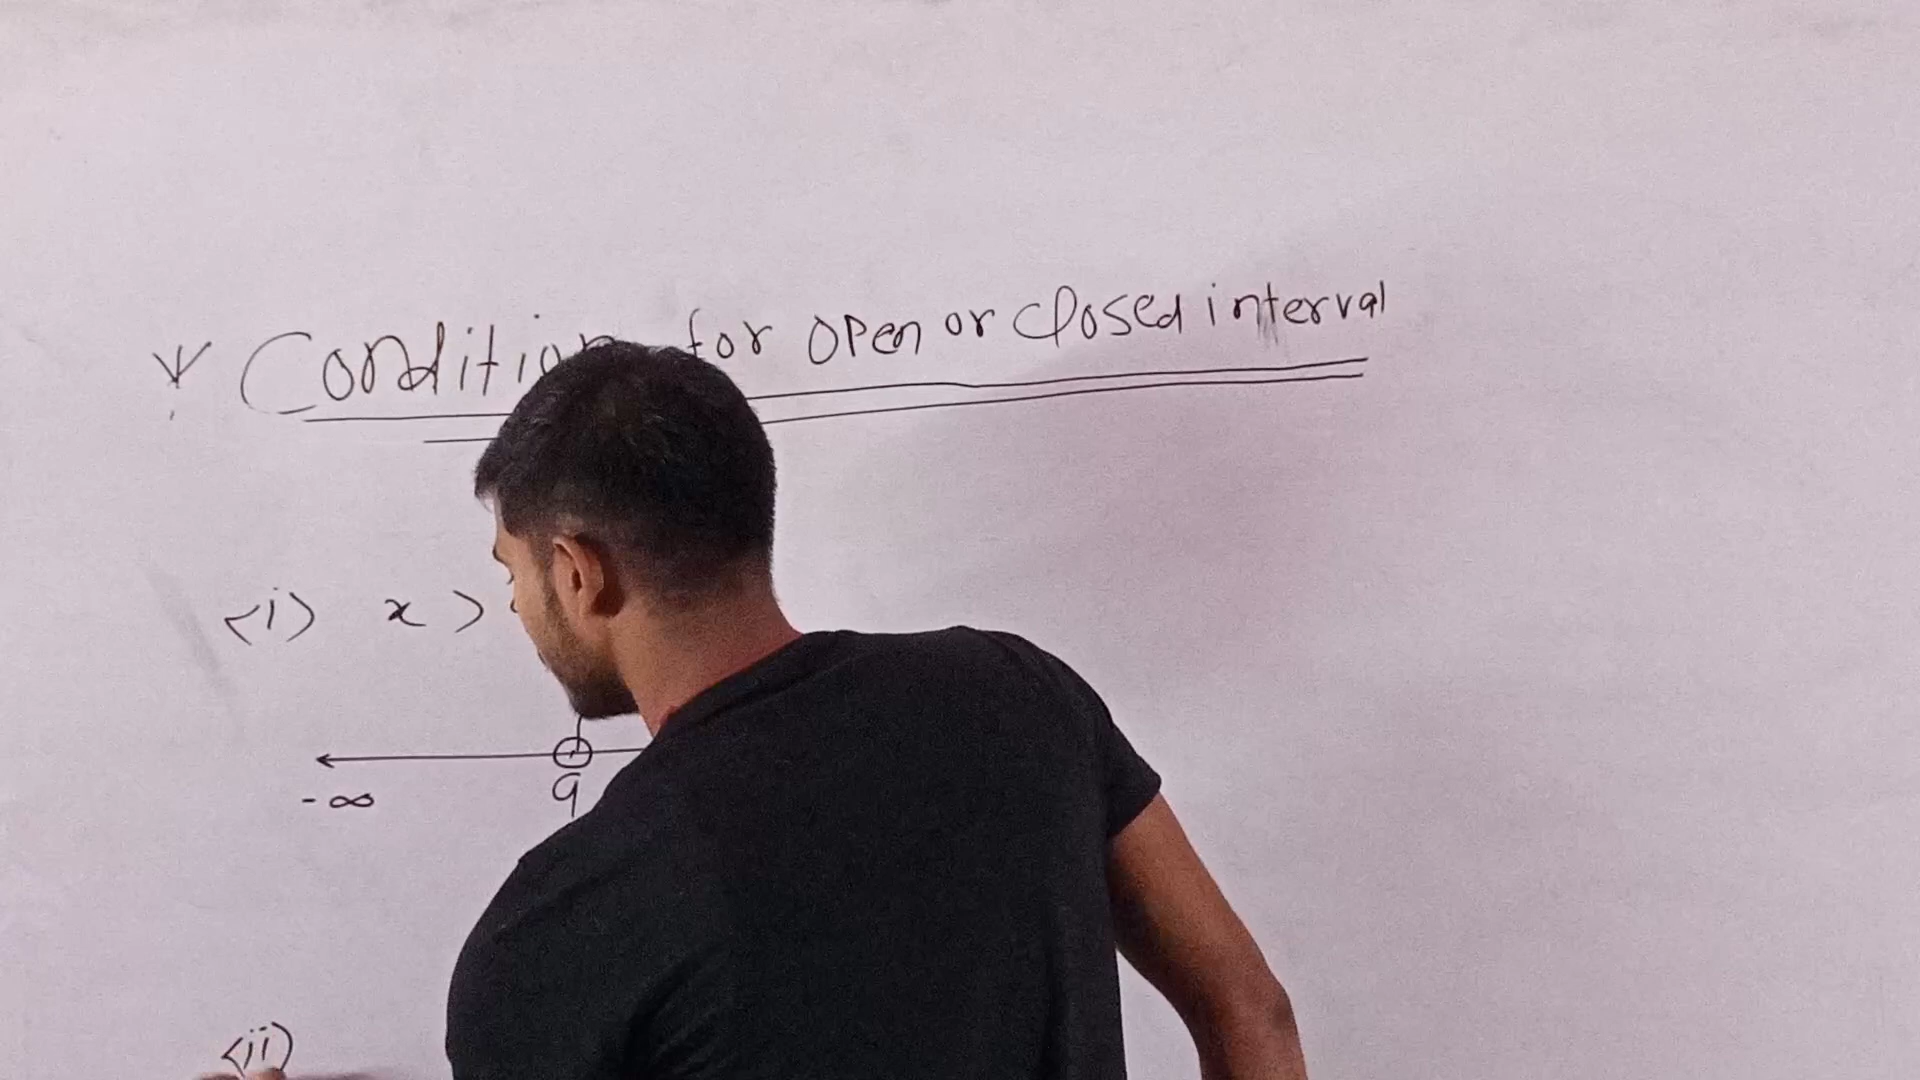 * Condition for open or closed interval
(i) x >
-∞ a
(ii)